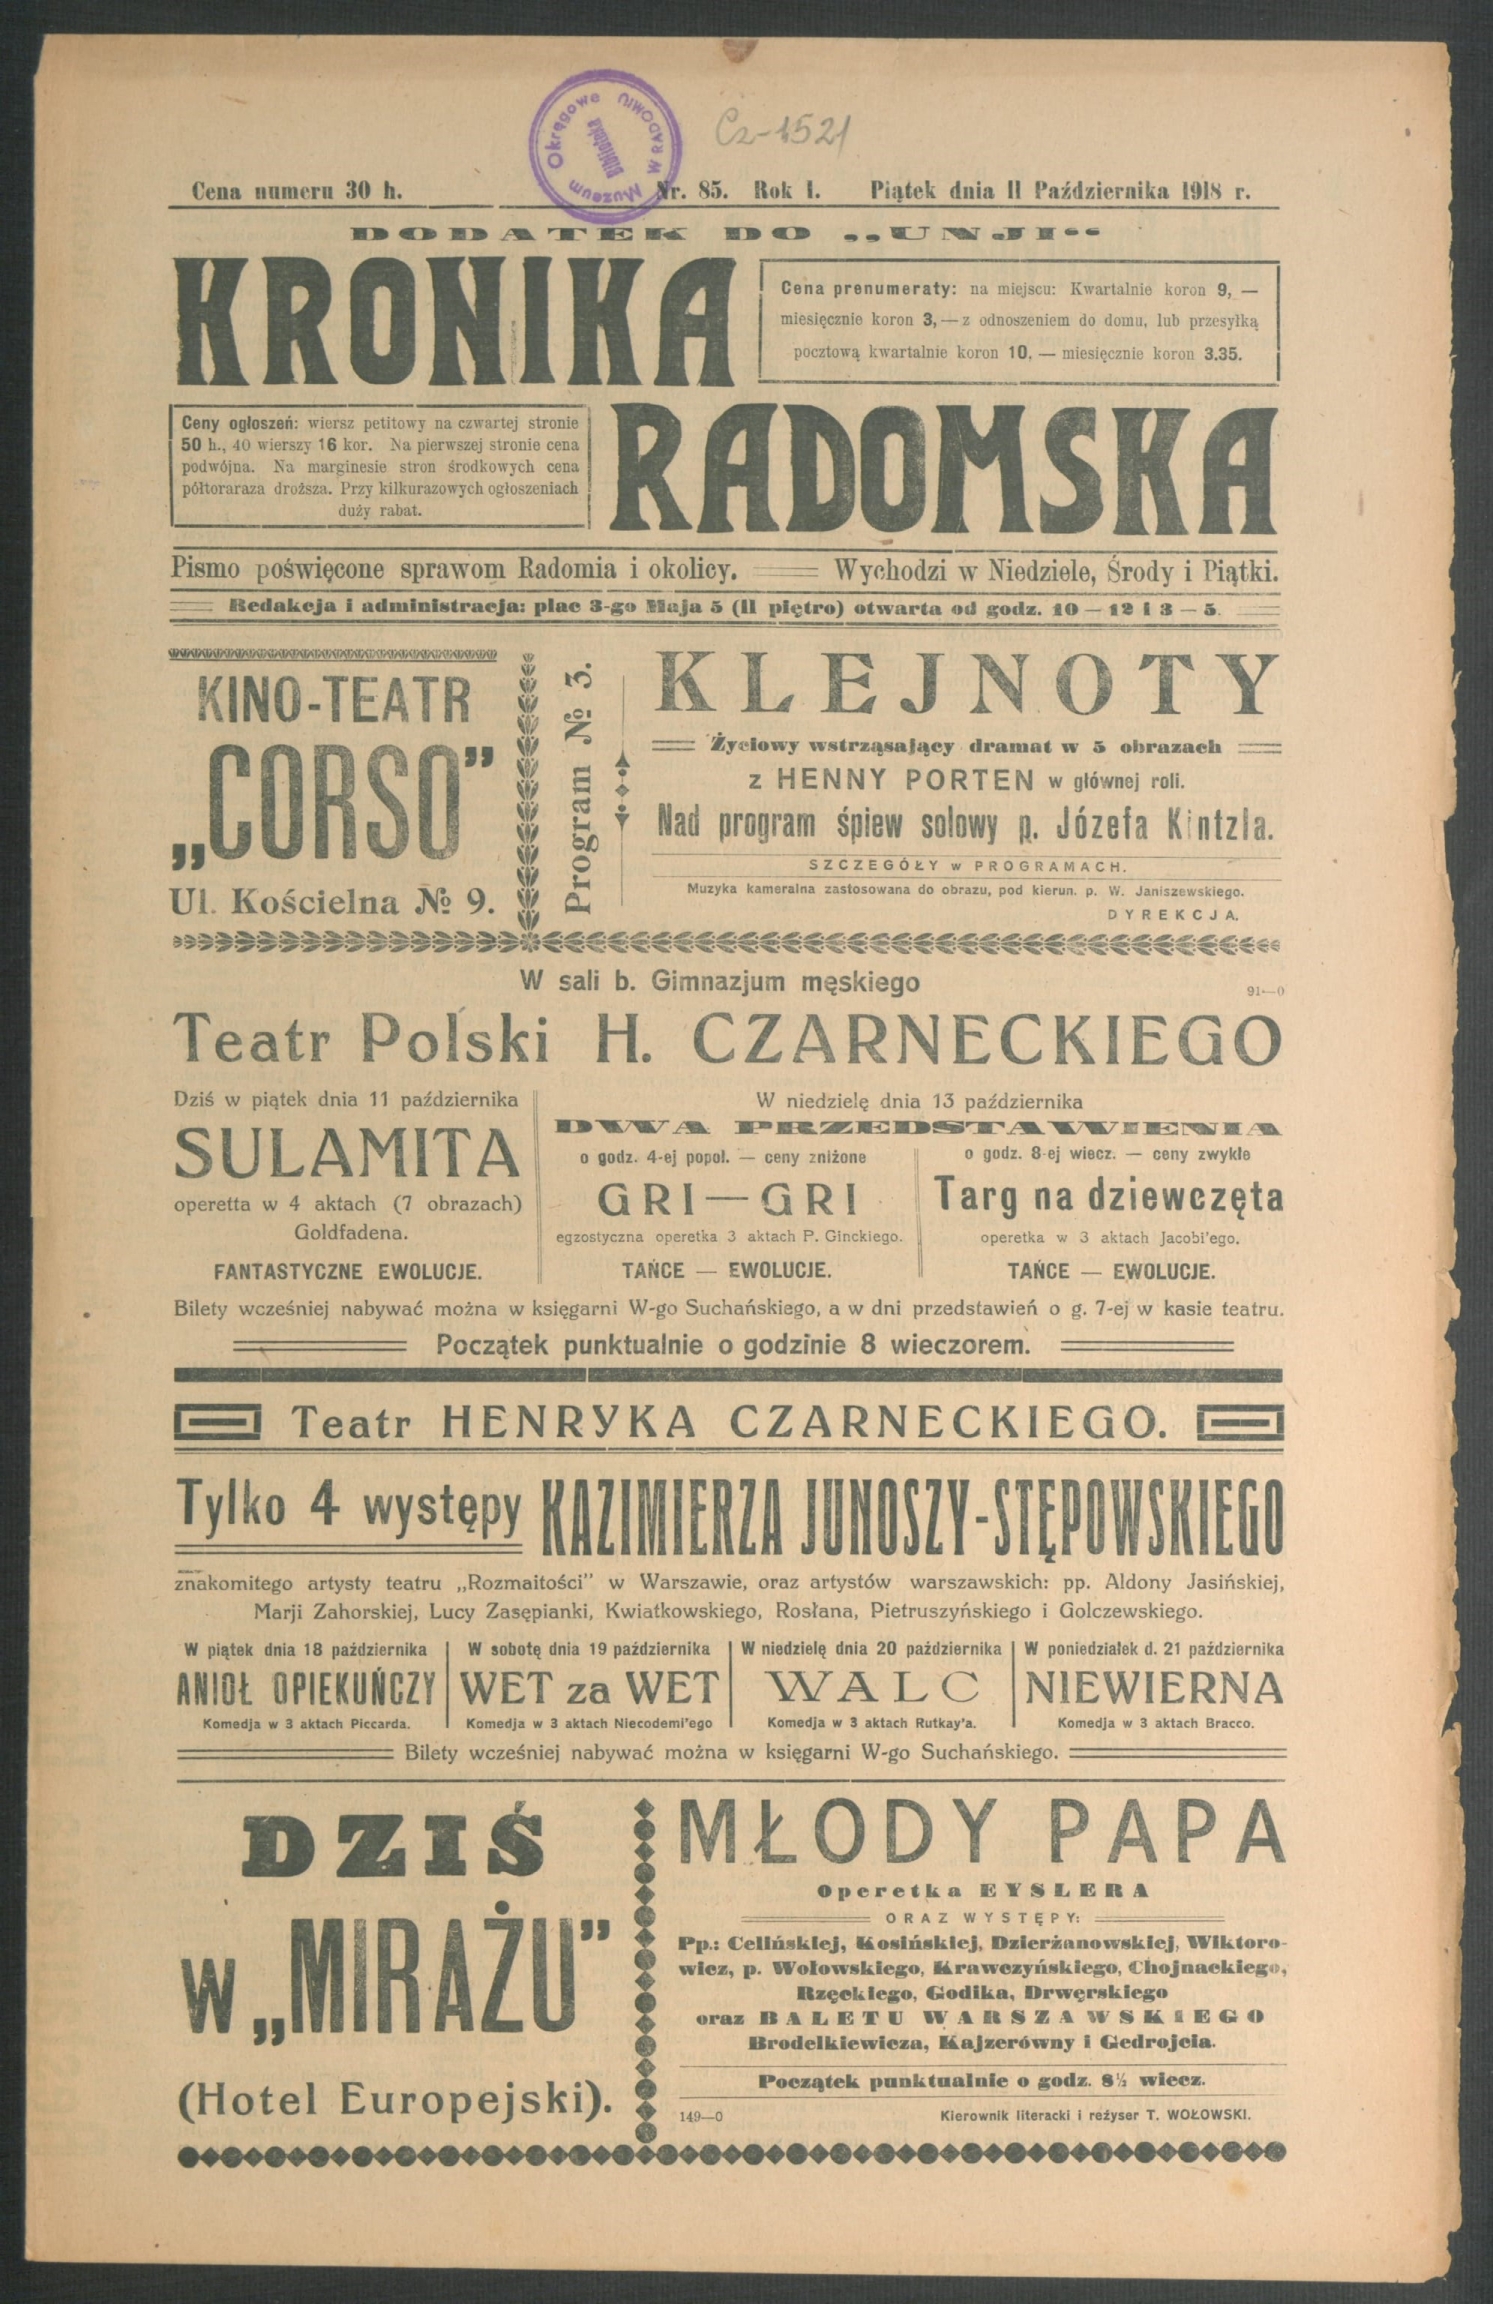 Muzeum Okręgowe w Radomiu
Biblioteka
Cz-1521
Cena numeru 30 h. Nr. 85. Rok I. Piątek dnia 11 Października 1918 r.
DODATEK DO „UNJI“
KRONIKA
Cena prenumeraty: na miejscu: Kwartalnie koron 9, —
miesięcznie koron 3, — z odnoszeniem do domu, lub przesyłką
pocztową kwartalnie koron 10, — miesięcznie koron 3.35.
Ceny ogłoszeń: wiersz petitowy na czwartej stronie
50 h., 40 wierszy 16 kor. Na pierwszej stronie cena
podwójna. Na marginesie stron środkowych cena
półtoraraza droższa. Przy kilkurazowych ogłoszeniach
duży rabat.
RADOMSKA
Pismo poświęcone sprawom Radomia i okolicy. Wychodzi w Niedziele, Środy i Piątki.
Redakcja i administracja: plac 3-go Maja 5 (II piętro) otwarta od godz. 10 — 12 i 3 — 5.
KINO-TEATR
„CORSO”
Ul. Kościelna № 9.
Program № 3.
KLEJNOTY
Życiowy wstrząsający dramat w 5 obrazach
z HENNY PORTEN w głównej roli.
Nad program śpiew solowy p. Józefa Kintzla.
SZCZEGÓŁY w PROGRAMACH.
Muzyka kameralna zastosowana do obrazu, pod kierun. p. W. Janiszewskiego.
DYREKCJA.
W sali b. Gimnazjum męskiego
91—0
Teatr Polski H. CZARNECKIEGO
Dziś w piątek dnia 11 października
SULAMITA
operetta w 4 aktach (7 obrazach)
Goldfadena.
FANTASTYCZNE EWOLUCJE.
W niedzielę dnia 13 października
DWA PRZEDSTAWIENIA
o godz. 4-ej popoł. — ceny zniżone
GRI—GRI
egzostyczna operetka 3 aktach P. Ginckiego.
TAŃCE — EWOLUCJE.
o godz. 8-ej wiecz. — ceny zwykłe
Targ na dziewczęta
operetka w 3 aktach Jacobi'ego.
TAŃCE — EWOLUCJE.
Bilety wcześniej nabywać można w księgarni W-go Suchańskiego, a w dni przedstawień o g. 7-ej w kasie teatru.
Początek punktualnie o godzinie 8 wieczorem.
Teatr HENRYKA CZARNECKIEGO.
Tylko 4 występy KAZIMIERZA JUNOSZY-STĘPOWSKIEGO
znakomitego artysty teatru „Rozmaitości” w Warszawie, oraz artystów warszawskich: pp. Aldony Jasińskiej,
Marji Zahorskiej, Lucy Zasępianki, Kwiatkowskiego, Rosłana, Pietruszyńskiego i Golczewskiego.
W piątek dnia 18 października
ANIOŁ OPIEKUŃCZY
Komedja w 3 aktach Piccarda.
W sobotę dnia 19 października
WET za WET
Komedja w 3 aktach Niecodemi'ego
W niedzielę dnia 20 października
WALC
Komedja w 3 aktach Rutkay'a.
W poniedziałek d. 21 października
NIEWIERNA
Komedja w 3 aktach Bracco.
Bilety wcześniej nabywać można w księgarni W-go Suchańskiego.
DZIŚ
w „MIRAŻU”
(Hotel Europejski).
MŁODY PAPA
Operetka EYSLERA
ORAZ WYSTĘPY:
Pp.: Celińskiej, Kosińskiej, Dzierżanowskiej, Wiktoro-
wicz, p. Wołowskiego, Krawczyńskiego, Chojnackiego,
Rzęckiego, Godika, Drwęrskiego
oraz BALETU WARSZAWSKIEGO
Brodelkiewicza, Kajzerówny i Gedrojcia.
Początek punktualnie o godz. 8½ wiecz.
149—0
Kierownik literacki i reżyser T. WOŁOWSKI.